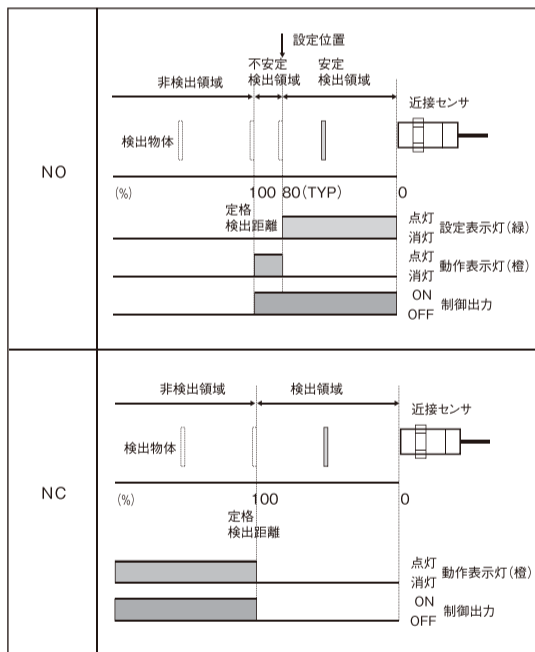 設定位置
不安定
検出領域
安定
検出領域
非検出領域
近接センサ
検出物体
NO
(%)
100
80(TYP)
0
定格
検出距離
点灯
消灯
設定表示灯(緑)
点灯
消灯
動作表示灯(橙)
ON
OFF
制御出力
非検出領域
検出領域
近接センサ
検出物体
NC
(%)
100
0
定格
検出距離
点灯
消灯
動作表示灯(橙)
ON
OFF
制御出力